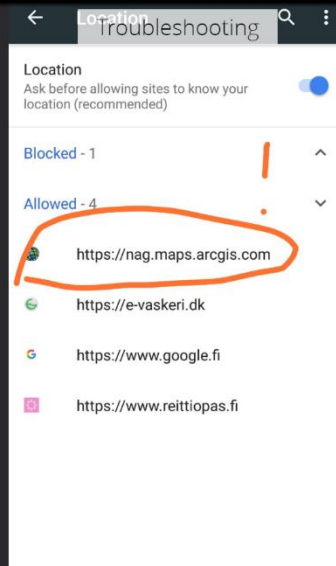 Location
Troubleshooting
Location
Ask before allowing sites to know your
location (recommended)
Blocked - 1
!
Allowed - 4
https://nag.maps.arcgis.com
https://e-vaskeri.dk
https://www.google.fi
https://www.reittiopas.fi